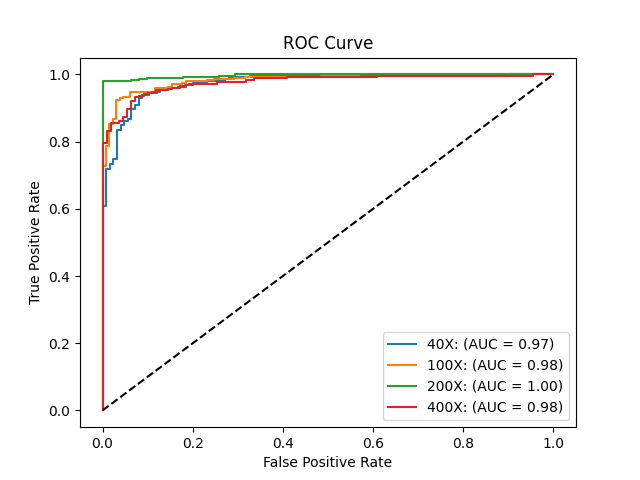 ROC Curve
1.0
0.8
0.6
0.4
0.2
0.0
True Positive Rate
40X: (AUC = 0.97)
100X: (AUC = 0.98)
200X: (AUC = 1.00)
400X: (AUC = 0.98)
0.0 0.2 0.4 0.6 0.8 1.0
False Positive Rate